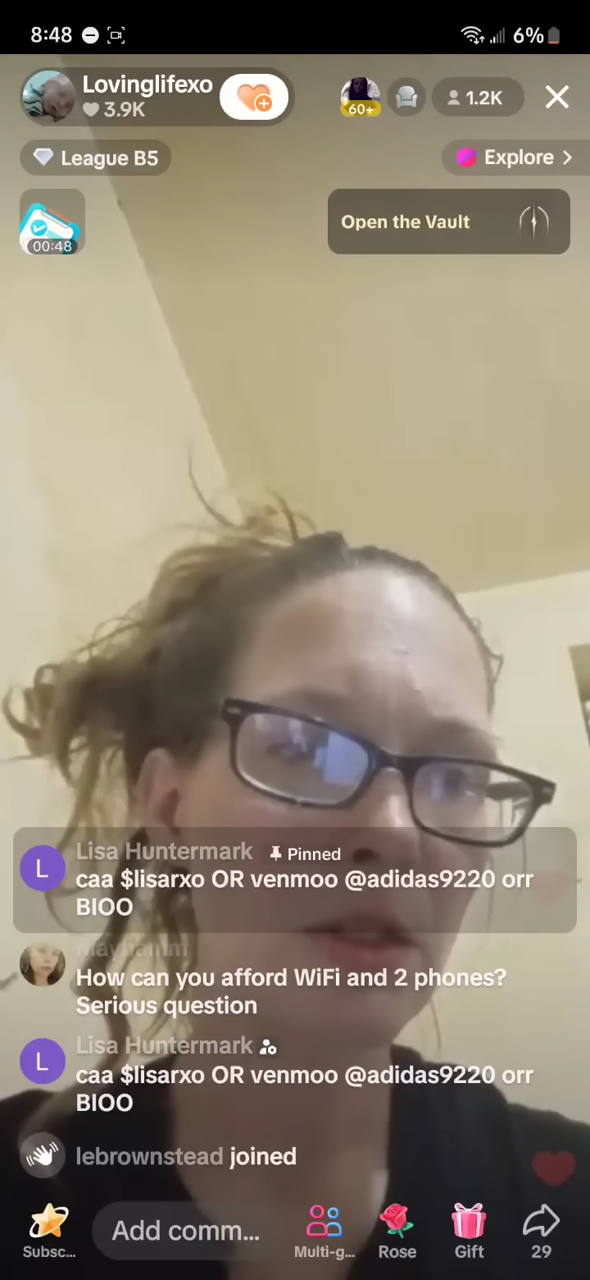 8:48 6%
Lovinglifexo
3.9K 60+ 1.2K
League B5 Explore
00:48 Open the Vault
Lisa Huntermark Pinned
caa $lisarxo OR venmoo @adidas9220 orr
BIOO
Mayhamm
How can you afford WiFi and 2 phones?
Serious question
L Lisa Huntermark
caa $lisarxo OR venmoo @adidas9220 orr
BIOO
lebrownstead joined
Add comm...
Subsc... Multi-g... Rose Gift 29